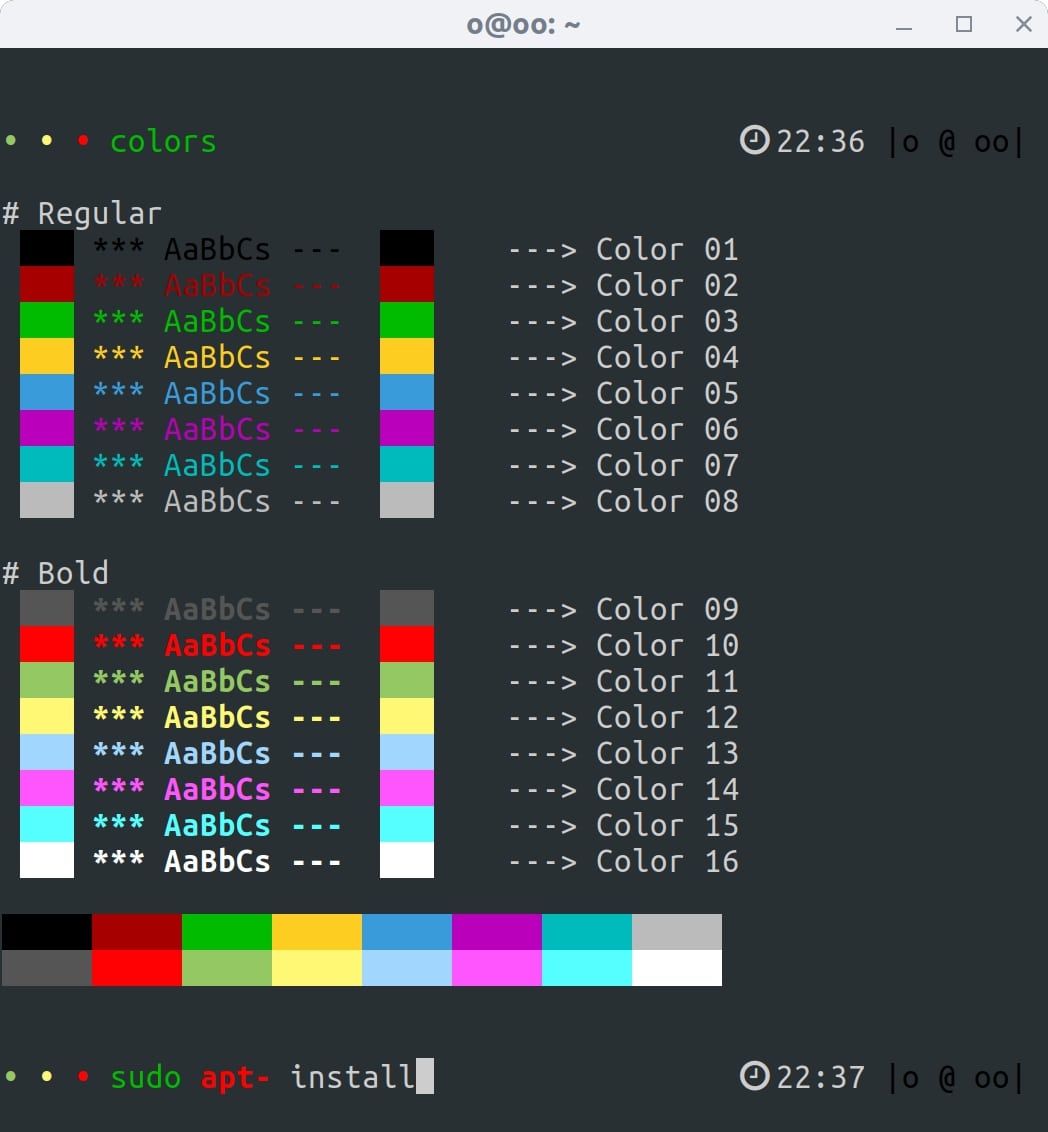 o@oo: ~
• • • colors 22:36 |o @ oo|
# Regular
*** AaBbCs --- ---> Color 01
*** AaBbCs --- ---> Color 02
*** AaBbCs --- ---> Color 03
*** AaBbCs --- ---> Color 04
*** AaBbCs --- ---> Color 05
*** AaBbCs --- ---> Color 06
*** AaBbCs --- ---> Color 07
*** AaBbCs --- ---> Color 08
# Bold
*** AaBbCs --- ---> Color 09
*** AaBbCs --- ---> Color 10
*** AaBbCs --- ---> Color 11
*** AaBbCs --- ---> Color 12
*** AaBbCs --- ---> Color 13
*** AaBbCs --- ---> Color 14
*** AaBbCs --- ---> Color 15
*** AaBbCs --- ---> Color 16
• • • sudo apt- install 22:37 |o @ oo|